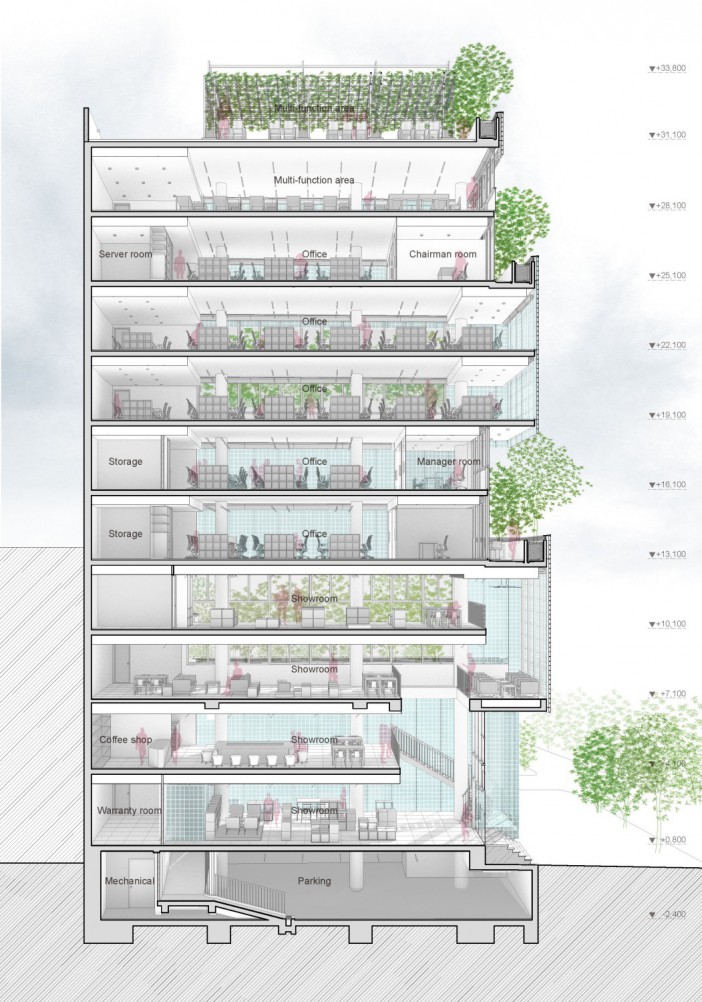 +33,800
Multi-function area
+31,100
Multi-function area
+28,100
Server room Office Chairman room
+25,100
Office
+22,100
Office
+19,100
Storage Office Manager room
+16,100
Storage Office
+13,100
Showroom
+10,100
Showroom
+7,100
Coffee shop Showroom
+4,100
Warranty room Showroom
+0,800
Mechanical Parking
-2,400